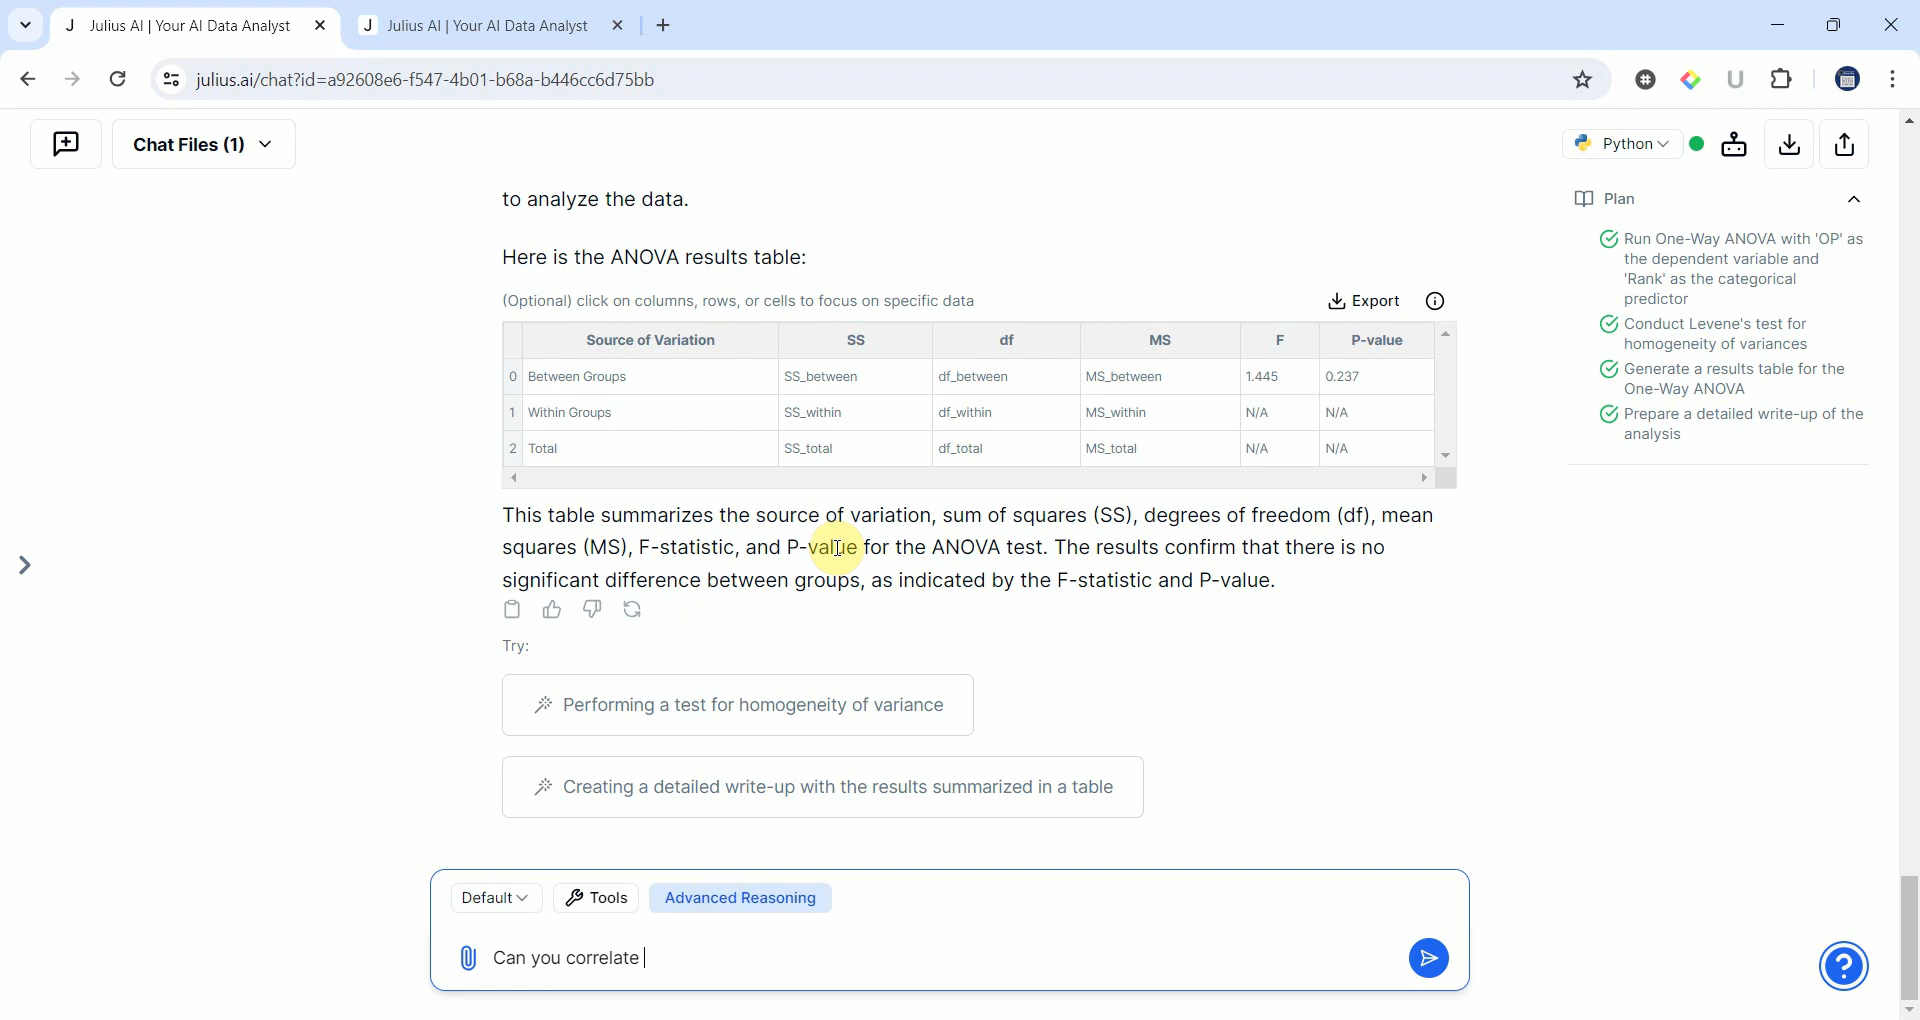 J Julius AI | Your AI Data Analyst
J Julius AI | Your AI Data Analyst
julius.ai/chat?id=a92608e6-f547-4b01-b68a-b446cc6d75bb
U
Chat Files (1)
Python
to analyze the data.
Here is the ANOVA results table:
(Optional) click on columns, rows, or cells to focus on specific data
Export
Source of Variation SS df MS F P-value
0 Between Groups SS_between df_between MS_between 1.445 0.237
1 Within Groups SS_within df_within MS_within N/A N/A
2 Total SS_total df_total MS_total N/A N/A
This table summarizes the source of variation, sum of squares (SS), degrees of freedom (df), mean
squares (MS), F-statistic, and P-value for the ANOVA test. The results confirm that there is no
significant difference between groups, as indicated by the F-statistic and P-value.
Try:
Performing a test for homogeneity of variance
Creating a detailed write-up with the results summarized in a table
Default
Tools
Advanced Reasoning
Can you correlate
Plan
Run One-Way ANOVA with 'OP' as
the dependent variable and
'Rank' as the categorical
predictor
Conduct Levene's test for
homogeneity of variances
Generate a results table for the
One-Way ANOVA
Prepare a detailed write-up of the
analysis
?